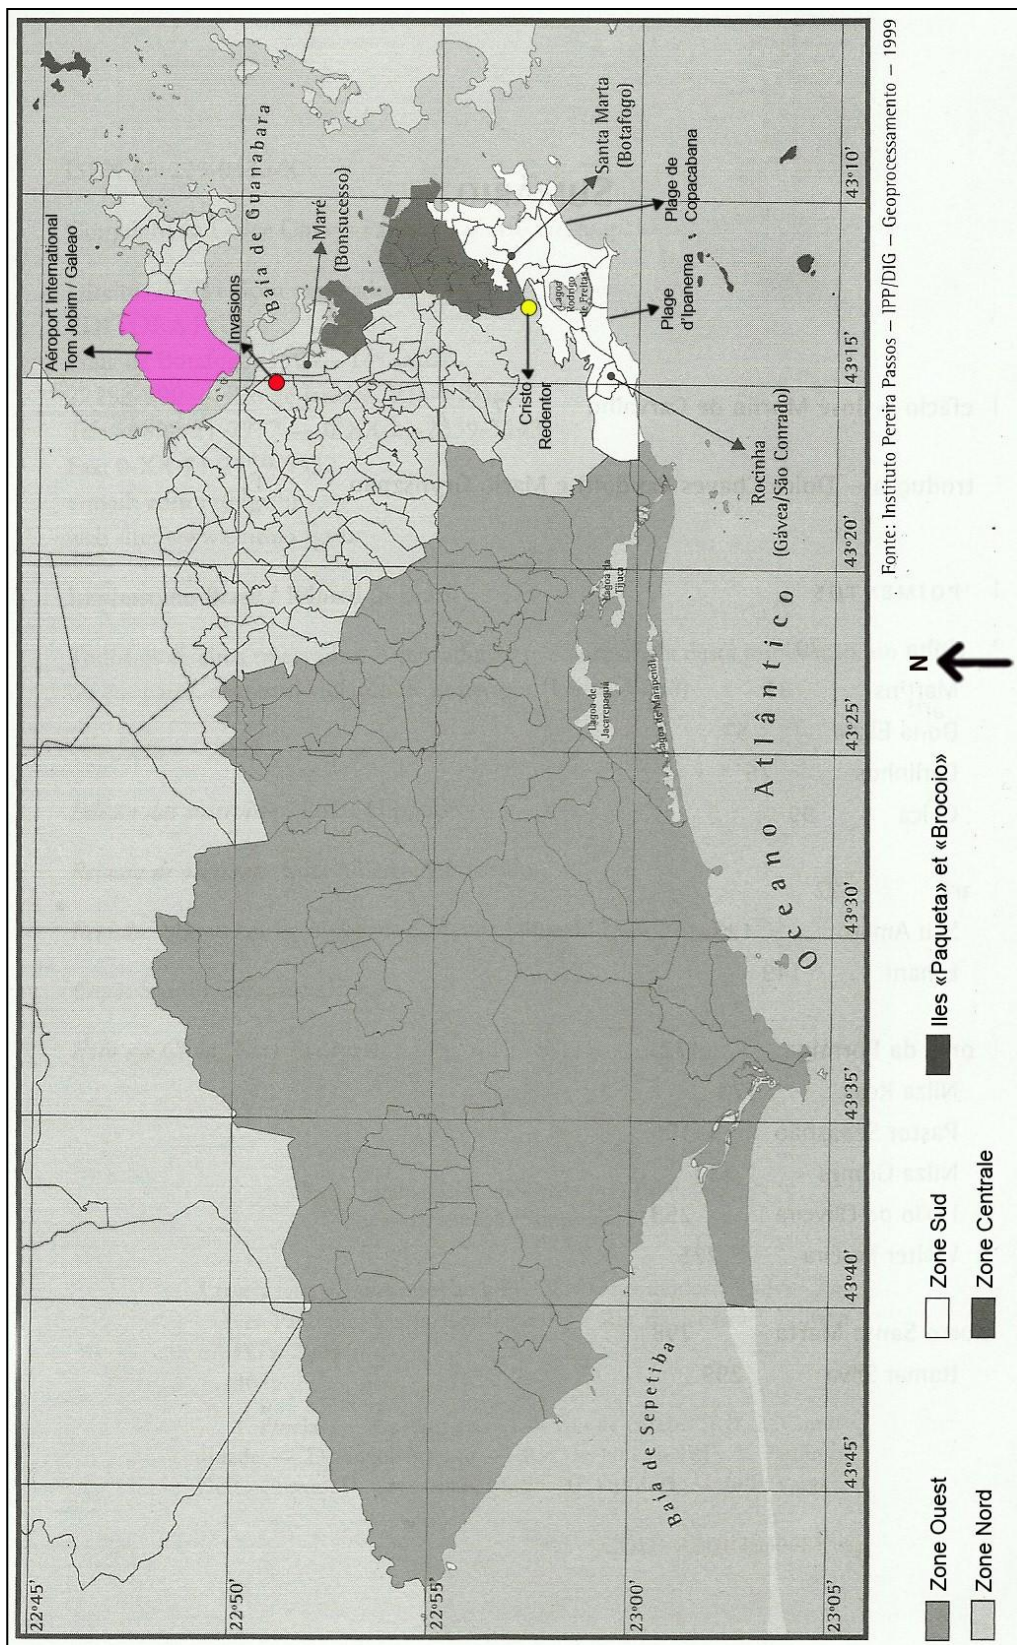 22°45'
22°50'
22°55'
23°00'
23°05'
Aéroport International
Tom Jobim / Galeao
Invasions
Baía de Guanabara
Maré
(Bonsucesso)
Cristo
Redentor
Santa Marta
(Botafogo)
Lagoa
Rodrigo
de Freitas
Plage de
Copacabana
Plage
d'Ipanema
Rocinha
(Gávea/São Conrado)
Lagoa da
Tijuca
Lagoa de
Jacarepaguá
Lagoa de Marapendi
Baía de Sepetiba
Oceano Atlântico
43°45'
43°40'
43°35'
43°30'
43°25'
43°20'
43°15'
43°10'
Fonte: Instituto Pereira Passos – IPP/DIG – Geoprocessamento – 1999
N
Zone Ouest
Zone Sud
Iles «Paqueta» et «Brocoio»
Zone Nord
Zone Centrale